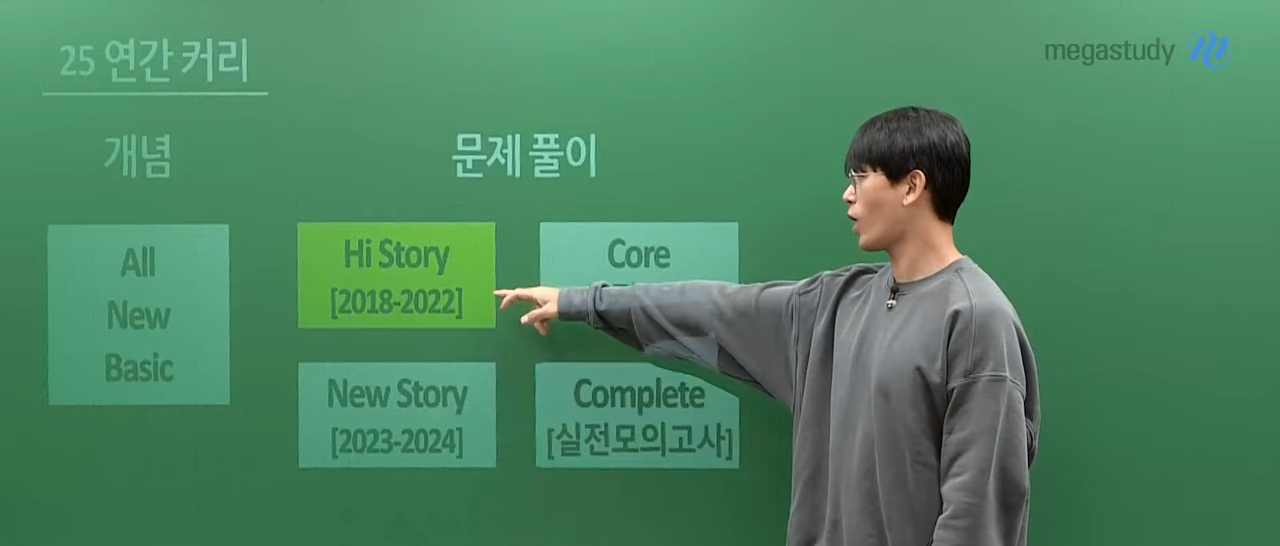 25 연간 커리
megastudy
개념
문제 풀이
All
New
Basic
Hi Story
[2018-2022]
Core
New Story
[2023-2024]
Complete
[실전모의고사]